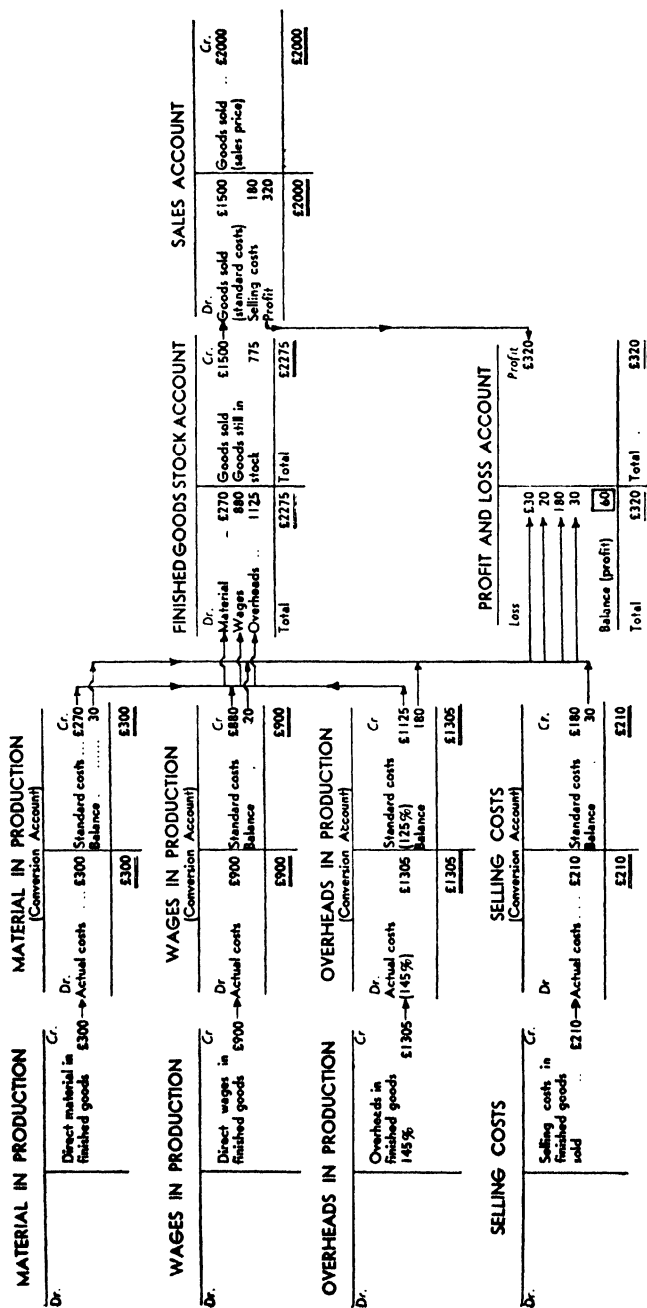 MATERIAL IN PRODUCTION
Dr. Cr.
Direct material in
finished goods £300
WAGES IN PRODUCTION
Dr. Cr.
Direct wages in
finished goods £900
OVERHEADS IN PRODUCTION
Dr. Cr.
Overheads in
finished goods
145% £1305
SELLING COSTS
Dr. Cr.
Selling costs in
finished goods
sold .. £210
MATERIAL IN PRODUCTION
(Conversion Account)
Dr. Cr.
Actual costs ... £300 Standard costs ... £270
Balance . ...... 30
£300 £300
WAGES IN PRODUCTION
(Conversion Account)
Dr. Cr
Actual costs £900 Standard costs £880
Balance . 20
£900 £900
OVERHEADS IN PRODUCTION
(Conversion Account)
Dr. Cr
Actual costs Standard costs
(145%) £1305 (125%) £1125
Balance 180
£1305 £1305
SELLING COSTS
(Conversion Account)
Dr Cr.
Actual costs ... £210 Standard costs £180
Balance 30
£210 £210
FINISHED GOODS STOCK ACCOUNT
Dr. Cr.
Material - £270 Goods sold £1500
Wages 880 Goods still in
Overheads .. 1125 stock 775
Total £2275 Total £2275
SALES ACCOUNT
Dr. Cr.
Goods sold £1500 Goods sold .. £2000
(standard costs) (sales price)
Selling costs 180
Profit 320
£2000 £2000
PROFIT AND LOSS ACCOUNT
Loss Profit
£30 £320
20
180
30
Balance (profit) 60
Total £320 Total . £320